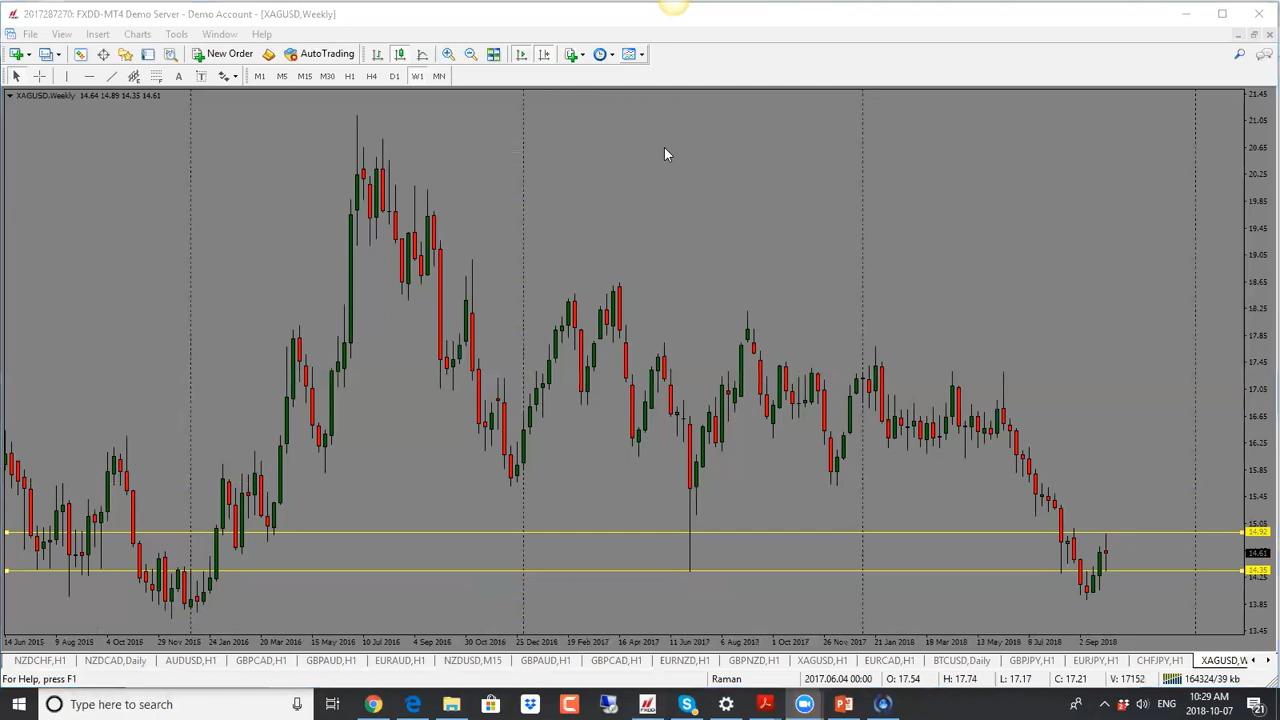 2017287270: FXDD-MT4 Demo Server - Demo Account - [XAGUSD,Weekly]
File View Insert Charts Tools Window Help
New Order AutoTrading
A T M1 M5 M15 M30 H1 H4 D1 W1 MN
XAGUSD,Weekly 14.64 14.89 14.35 14.61
21.45
21.05
20.65
20.25
19.85
19.45
19.05
18.65
18.25
17.85
17.45
17.05
16.65
16.25
15.85
15.45
15.05
14.92
14.61
14.35
14.25
13.85
13.45
14 Jun 2015 9 Aug 2015 4 Oct 2015 29 Nov 2015 24 Jan 2016 20 Mar 2016 15 May 2016 10 Jul 2016 4 Sep 2016 30 Oct 2016 25 Dec 2016 19 Feb 2017 16 Apr 2017 11 Jun 2017 6 Aug 2017 1 Oct 2017 26 Nov 2017 21 Jan 2018 18 Mar 2018 13 May 2018 8 Jul 2018 2 Sep 2018
NZDCHF,H1 NZDCAD,Daily AUDUSD,H1 GBPCAD,H1 GBPAUD,H1 EURAUD,H1 NZDUSD,M15 GBPAUD,H1 GBPCAD,H1 EURNZD,H1 GBPNZD,H1 XAGUSD,H1 EURCAD,H1 BTCUSD,Daily GBPJPY,H1 EURJPY,H1 CHFJPY,H1 XAGUSD,W
For Help, press F1 Raman 2017.06.04 00:00 O: 17.54 H: 17.74 L: 17.17 C: 17.21 V: 17152 164324/39 kb
Type here to search FXDD ENG 10:29 AM 2018-10-07 21